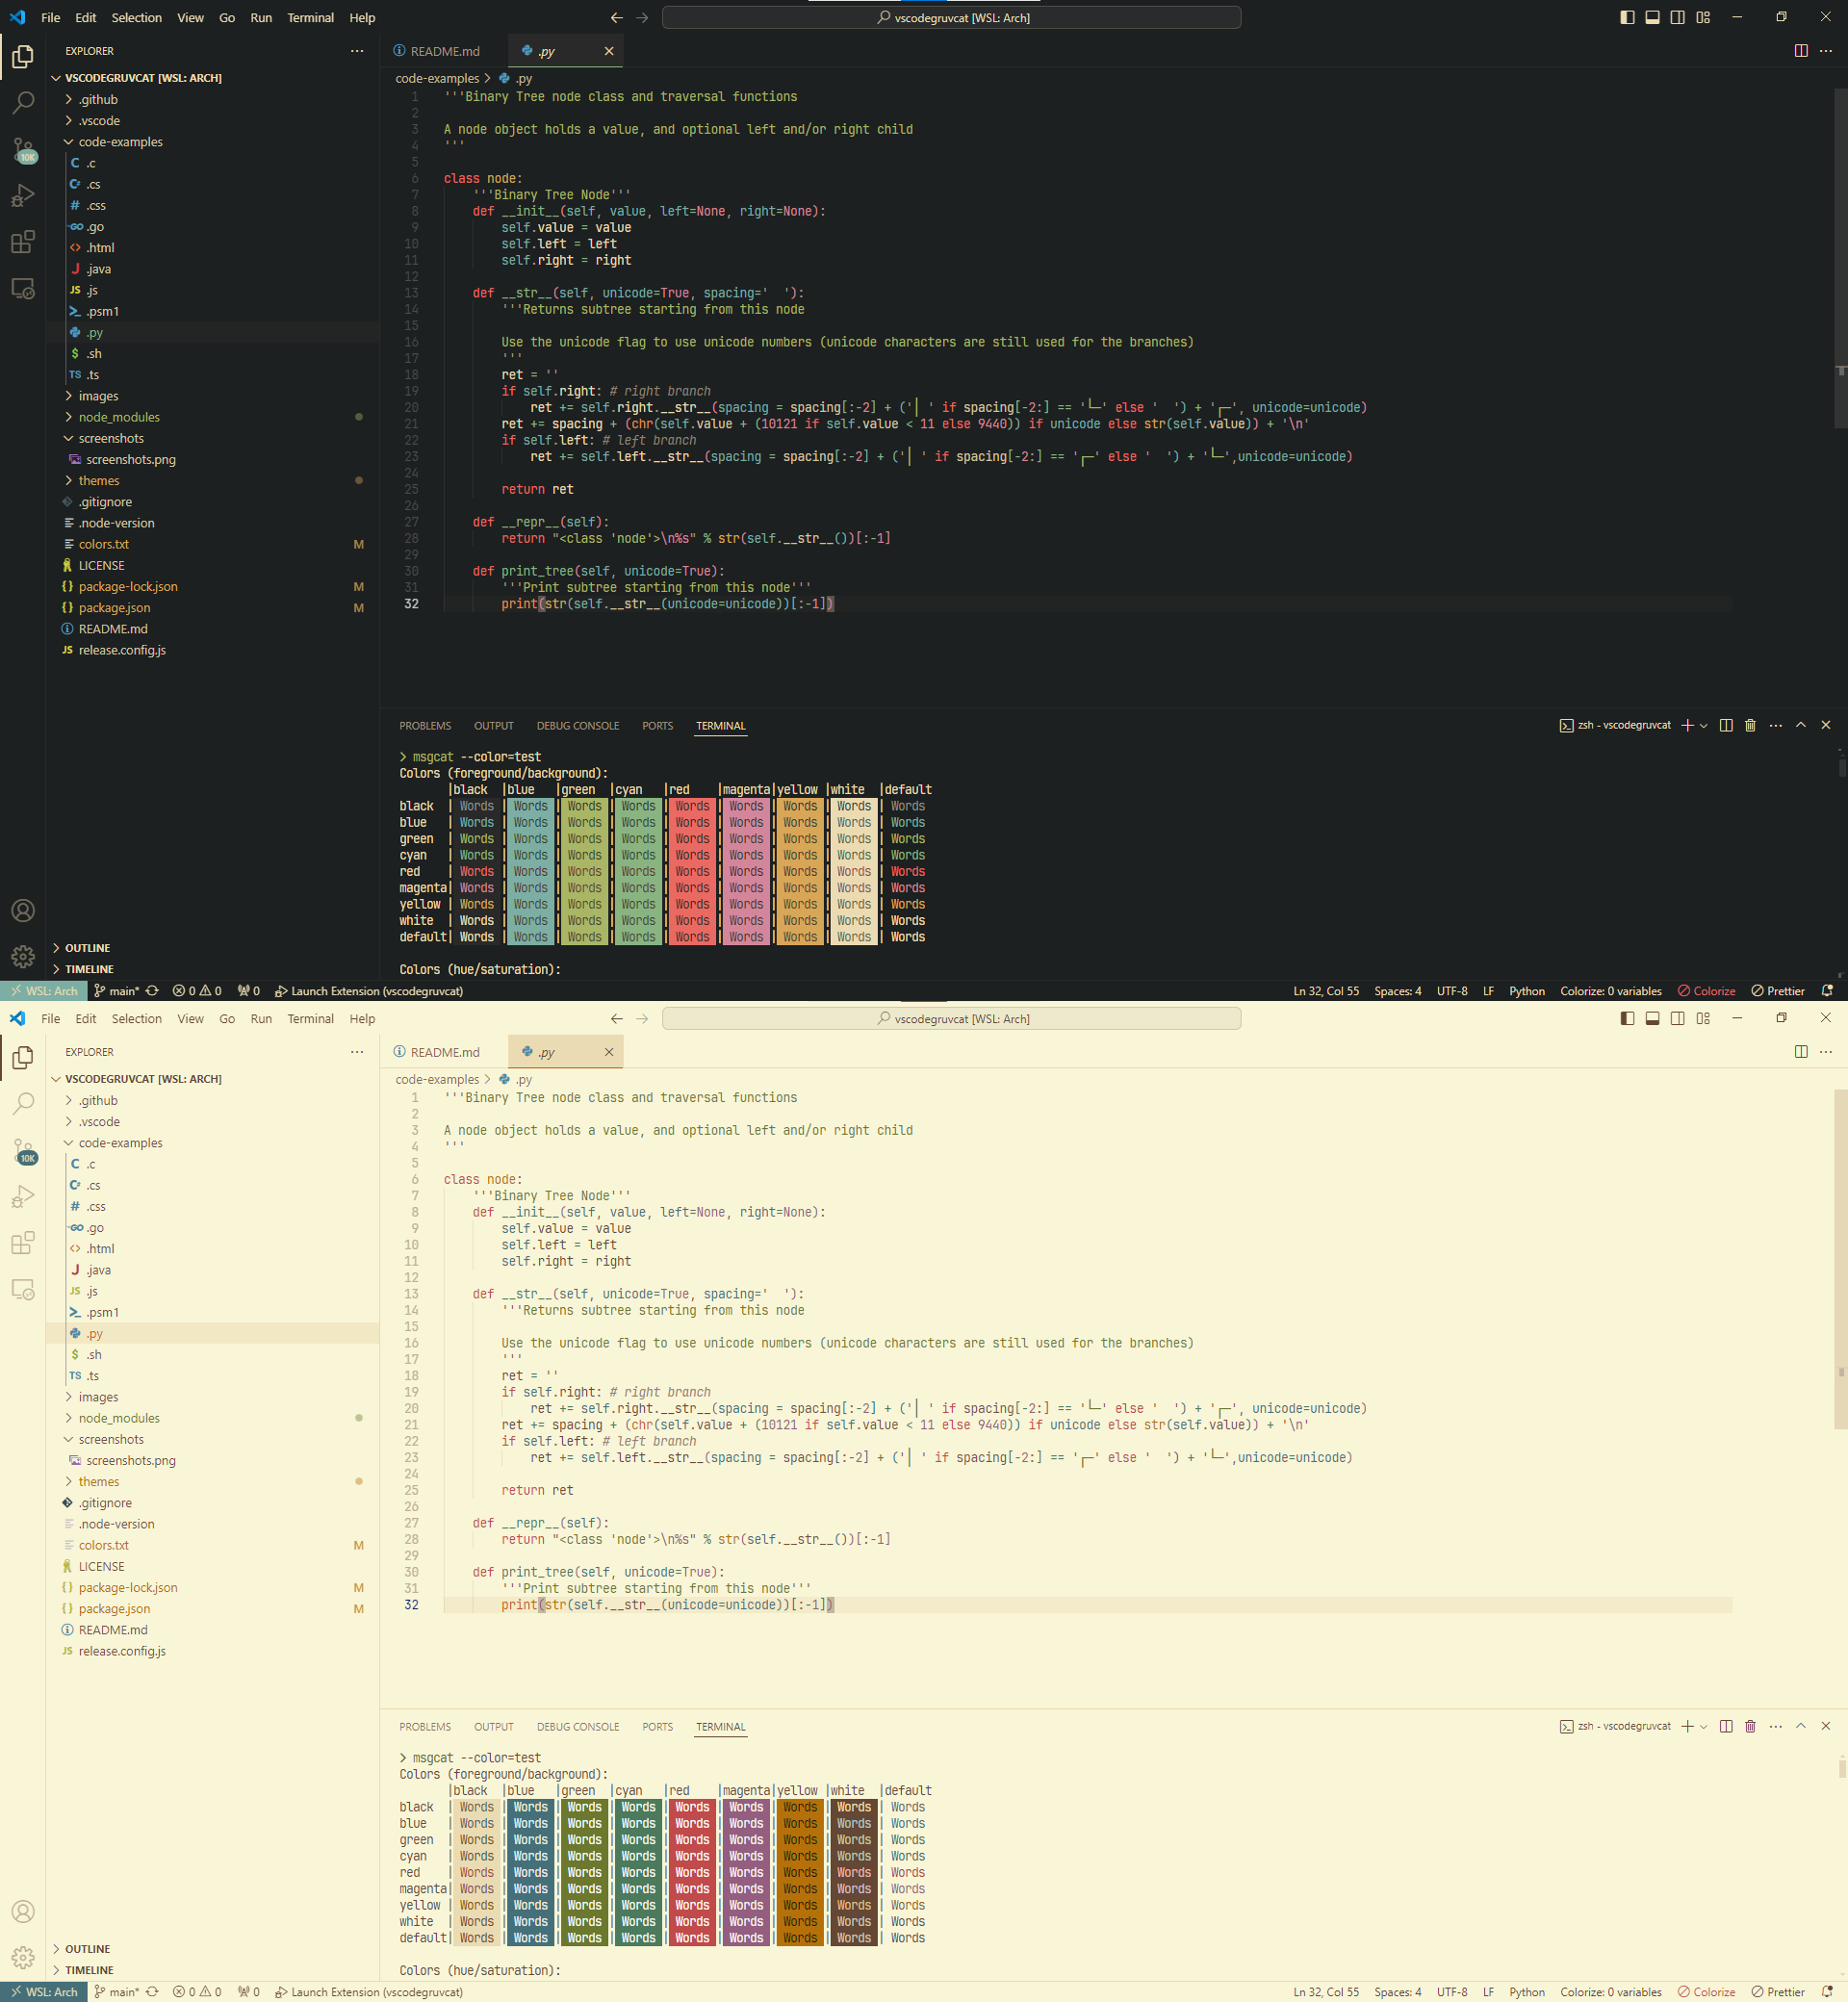 File Edit Selection View Go Run Terminal Help vscodegruvcat [WSL: Arch]
EXPLORER
VSCODEGRUVCAT [WSL: ARCH]
.github
.vscode
code-examples
.c
.cs
.css
.go
.html
.java
.js
.psm1
.py
.sh
.ts
images
node_modules
screenshots
screenshots.png
themes
.gitignore
.node-version
colors.txt M
LICENSE
package-lock.json M
package.json M
README.md
release.config.js
OUTLINE
TIMELINE
10K
README.md .py
code-examples > .py
1 '''Binary Tree node class and traversal functions
2
3 A node object holds a value, and optional left and/or right child
4 '''
5
6 class node:
7     '''Binary Tree Node'''
8     def __init__(self, value, left=None, right=None):
9         self.value = value
10         self.left = left
11         self.right = right
12
13     def __str__(self, unicode=True, spacing='  '):
14         '''Returns subtree starting from this node
15
16         Use the unicode flag to use unicode numbers (unicode characters are still used for the branches)
17         '''
18         ret = ''
19         if self.right: # right branch
20             ret += self.right.__str__(spacing = spacing[:-2] + ('│ ' if spacing[-2:] == '└─' else '  ') + '┌─', unicode=unicode)
21         ret += spacing + (chr(self.value + (10121 if self.value < 11 else 9440)) if unicode else str(self.value)) + '\n'
22         if self.left: # left branch
23             ret += self.left.__str__(spacing = spacing[:-2] + ('│ ' if spacing[-2:] == '┌─' else '  ') + '└─',unicode=unicode)
24
25         return ret
26
27     def __repr__(self):
28         return "<class 'node'>\n%s" % str(self.__str__())[:-1]
29
30     def print_tree(self, unicode=True):
31         '''Print subtree starting from this node'''
32         print(str(self.__str__(unicode=unicode))[:-1])
PROBLEMS OUTPUT DEBUG CONSOLE PORTS TERMINAL zsh - vscodegruvcat
> msgcat --color=test
Colors (foreground/background):
|black |blue |green |cyan |red |magenta|yellow |white |default
black | Words | Words | Words | Words | Words | Words | Words | Words | Words
blue | Words | Words | Words | Words | Words | Words | Words | Words | Words
green | Words | Words | Words | Words | Words | Words | Words | Words | Words
cyan | Words | Words | Words | Words | Words | Words | Words | Words | Words
red | Words | Words | Words | Words | Words | Words | Words | Words | Words
magenta| Words | Words | Words | Words | Words | Words | Words | Words | Words
yellow | Words | Words | Words | Words | Words | Words | Words | Words | Words
white | Words | Words | Words | Words | Words | Words | Words | Words | Words
default| Words | Words | Words | Words | Words | Words | Words | Words | Words
Colors (hue/saturation):
WSL: Arch main* 0 0 0 Launch Extension (vscodegruvcat) Ln 32, Col 55 Spaces: 4 UTF-8 LF Python Colorize: 0 variables Colorize Prettier
File Edit Selection View Go Run Terminal Help vscodegruvcat [WSL: Arch]
EXPLORER
VSCODEGRUVCAT [WSL: ARCH]
.github
.vscode
code-examples
.c
.cs
.css
.go
.html
.java
.js
.psm1
.py
.sh
.ts
images
node_modules
screenshots
screenshots.png
themes
.gitignore
.node-version
colors.txt M
LICENSE
package-lock.json M
package.json M
README.md
release.config.js
OUTLINE
TIMELINE
10K
README.md .py
code-examples > .py
1 '''Binary Tree node class and traversal functions
2
3 A node object holds a value, and optional left and/or right child
4 '''
5
6 class node:
7     '''Binary Tree Node'''
8     def __init__(self, value, left=None, right=None):
9         self.value = value
10         self.left = left
11         self.right = right
12
13     def __str__(self, unicode=True, spacing='  '):
14         '''Returns subtree starting from this node
15
16         Use the unicode flag to use unicode numbers (unicode characters are still used for the branches)
17         '''
18         ret = ''
19         if self.right: # right branch
20             ret += self.right.__str__(spacing = spacing[:-2] + ('│ ' if spacing[-2:] == '└─' else '  ') + '┌─', unicode=unicode)
21         ret += spacing + (chr(self.value + (10121 if self.value < 11 else 9440)) if unicode else str(self.value)) + '\n'
22         if self.left: # left branch
23             ret += self.left.__str__(spacing = spacing[:-2] + ('│ ' if spacing[-2:] == '┌─' else '  ') + '└─',unicode=unicode)
24
25         return ret
26
27     def __repr__(self):
28         return "<class 'node'>\n%s" % str(self.__str__())[:-1]
29
30     def print_tree(self, unicode=True):
31         '''Print subtree starting from this node'''
32         print(str(self.__str__(unicode=unicode))[:-1])
PROBLEMS OUTPUT DEBUG CONSOLE PORTS TERMINAL zsh - vscodegruvcat
> msgcat --color=test
Colors (foreground/background):
|black |blue |green |cyan |red |magenta|yellow |white |default
black | Words | Words | Words | Words | Words | Words | Words | Words | Words
blue | Words | Words | Words | Words | Words | Words | Words | Words | Words
green | Words | Words | Words | Words | Words | Words | Words | Words | Words
cyan | Words | Words | Words | Words | Words | Words | Words | Words | Words
red | Words | Words | Words | Words | Words | Words | Words | Words | Words
magenta| Words | Words | Words | Words | Words | Words | Words | Words | Words
yellow | Words | Words | Words | Words | Words | Words | Words | Words | Words
white | Words | Words | Words | Words | Words | Words | Words | Words | Words
default| Words | Words | Words | Words | Words | Words | Words | Words | Words
Colors (hue/saturation):
WSL: Arch main* 0 0 0 Launch Extension (vscodegruvcat) Ln 32, Col 55 Spaces: 4 UTF-8 LF Python Colorize: 0 variables Colorize Prettier